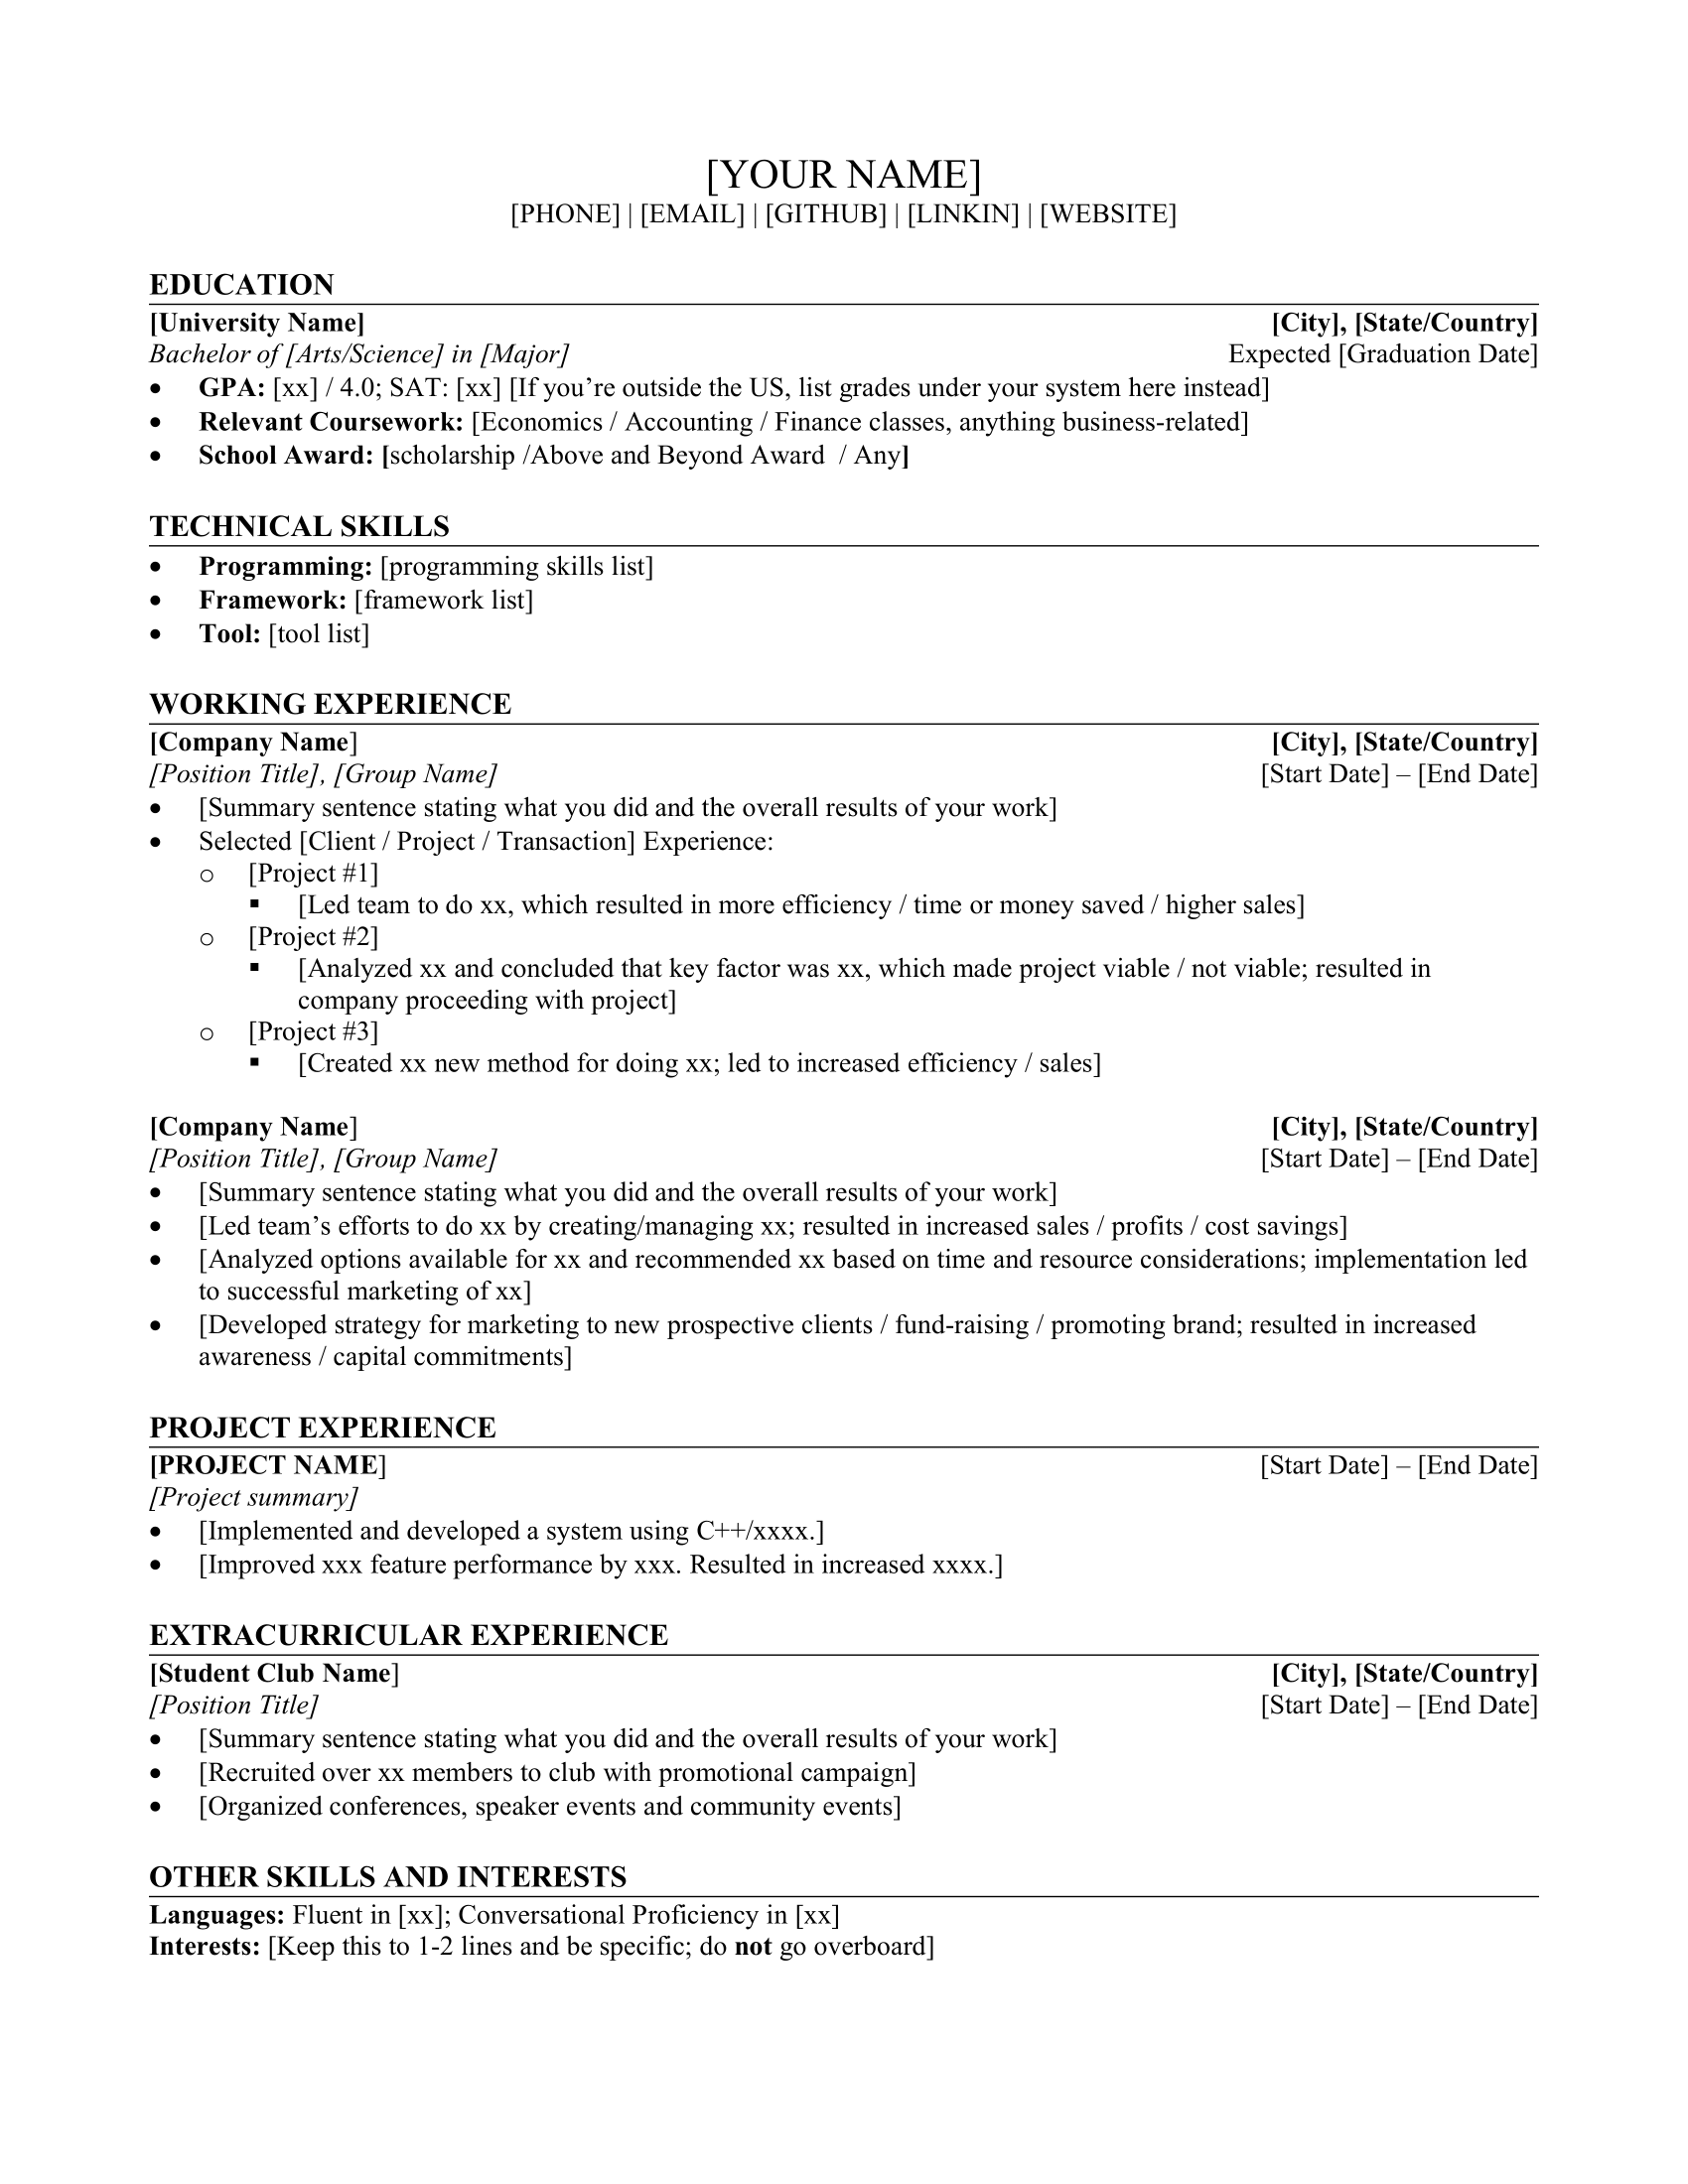 [YOUR NAME]
[PHONE] | [EMAIL] | [GITHUB] | [LINKIN] | [WEBSITE]
EDUCATION
[University Name] [City], [State/Country]
Bachelor of [Arts/Science] in [Major] Expected [Graduation Date]
• GPA: [xx] / 4.0; SAT: [xx] [If you’re outside the US, list grades under your system here instead]
• Relevant Coursework: [Economics / Accounting / Finance classes, anything business-related]
• School Award: [scholarship /Above and Beyond Award  / Any]
TECHNICAL SKILLS
• Programming: [programming skills list]
• Framework: [framework list]
• Tool: [tool list]
WORKING EXPERIENCE
[Company Name] [City], [State/Country]
[Position Title], [Group Name] [Start Date] – [End Date]
• [Summary sentence stating what you did and the overall results of your work]
• Selected [Client / Project / Transaction] Experience:
o [Project #1]
▪ [Led team to do xx, which resulted in more efficiency / time or money saved / higher sales]
o [Project #2]
▪ [Analyzed xx and concluded that key factor was xx, which made project viable / not viable; resulted in
company proceeding with project]
o [Project #3]
▪ [Created xx new method for doing xx; led to increased efficiency / sales]
[Company Name] [City], [State/Country]
[Position Title], [Group Name] [Start Date] – [End Date]
• [Summary sentence stating what you did and the overall results of your work]
• [Led team’s efforts to do xx by creating/managing xx; resulted in increased sales / profits / cost savings]
• [Analyzed options available for xx and recommended xx based on time and resource considerations; implementation led
to successful marketing of xx]
• [Developed strategy for marketing to new prospective clients / fund-raising / promoting brand; resulted in increased
awareness / capital commitments]
PROJECT EXPERIENCE
[PROJECT NAME] [Start Date] – [End Date]
[Project summary]
• [Implemented and developed a system using C++/xxxx.]
• [Improved xxx feature performance by xxx. Resulted in increased xxxx.]
EXTRACURRICULAR EXPERIENCE
[Student Club Name] [City], [State/Country]
[Position Title] [Start Date] – [End Date]
• [Summary sentence stating what you did and the overall results of your work]
• [Recruited over xx members to club with promotional campaign]
• [Organized conferences, speaker events and community events]
OTHER SKILLS AND INTERESTS
Languages: Fluent in [xx]; Conversational Proficiency in [xx]
Interests: [Keep this to 1-2 lines and be specific; do not go overboard]